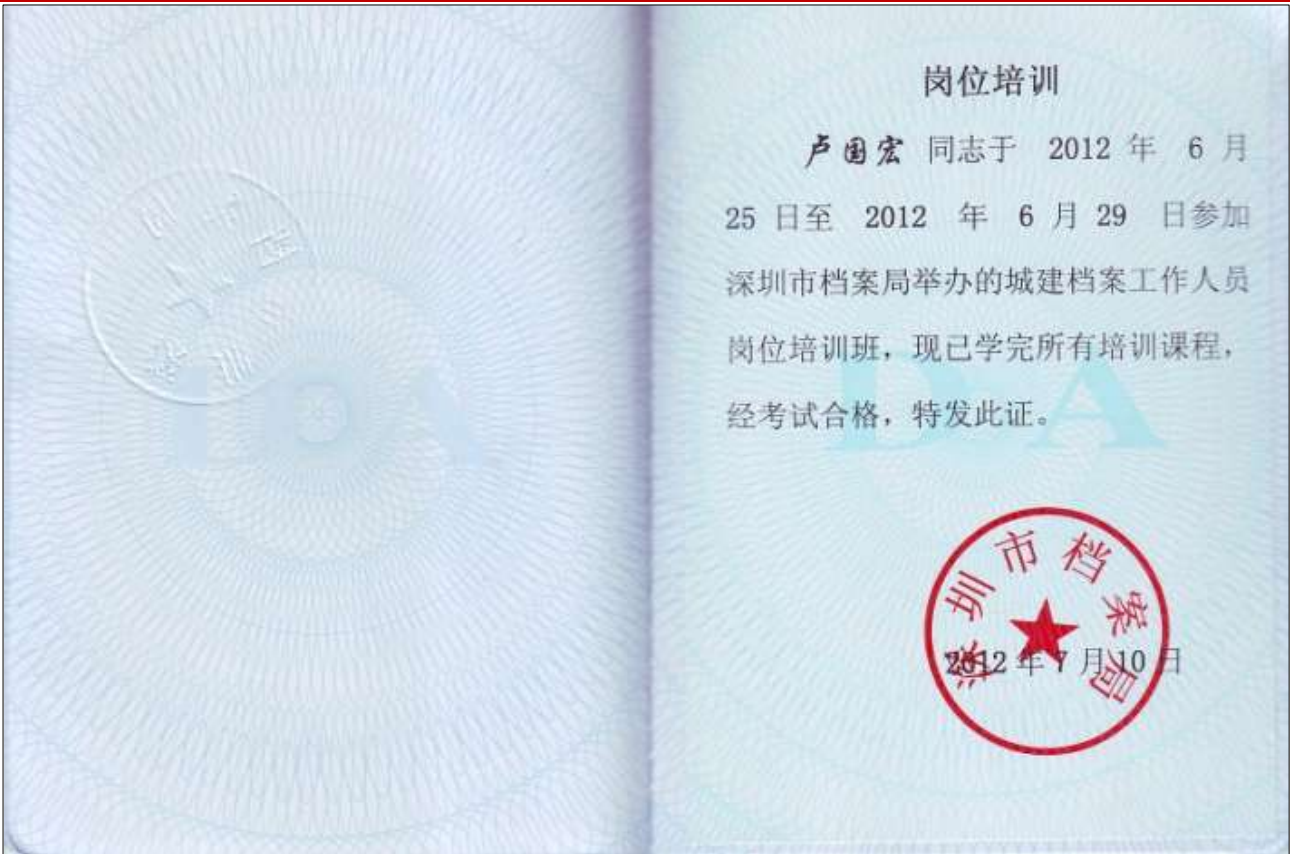 岗位培训
卢国宏 同志于 2012 年 6 月
25 日至 2012 年 6 月 29 日参加
深圳市档案局举办的城建档案工作人员
岗位培训班，现已学完所有培训课程，
经考试合格，特发此证。
DA
深圳市档案局
2012 年 7 月 10 日